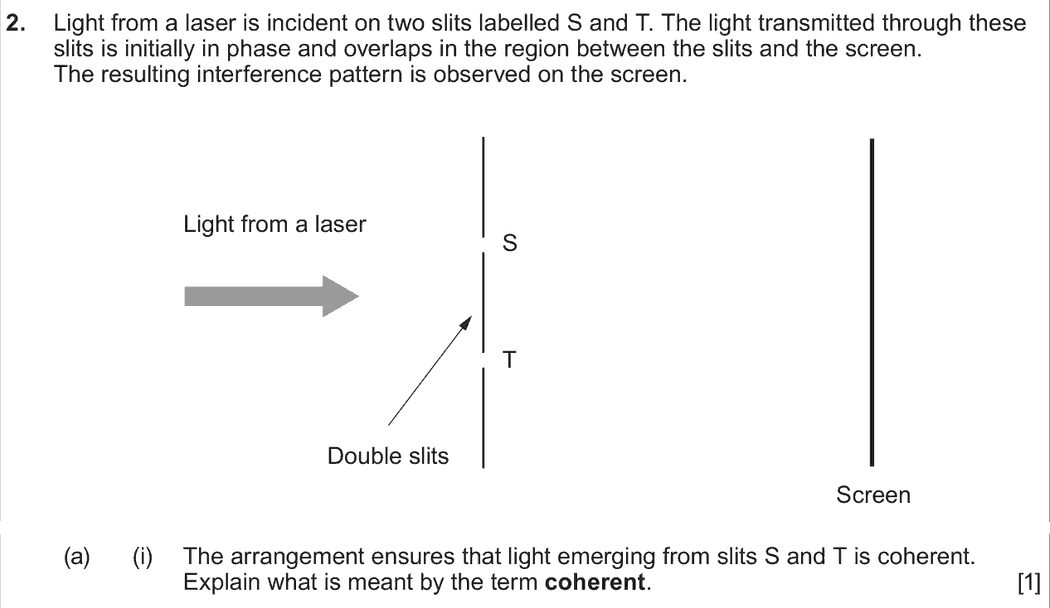 2. Light from a laser is incident on two slits labelled S and T. The light transmitted through these
slits is initially in phase and overlaps in the region between the slits and the screen.
The resulting interference pattern is observed on the screen.
Light from a laser
S
T
Double slits
Screen
(a) (i) The arrangement ensures that light emerging from slits S and T is coherent.
Explain what is meant by the term coherent. [1]